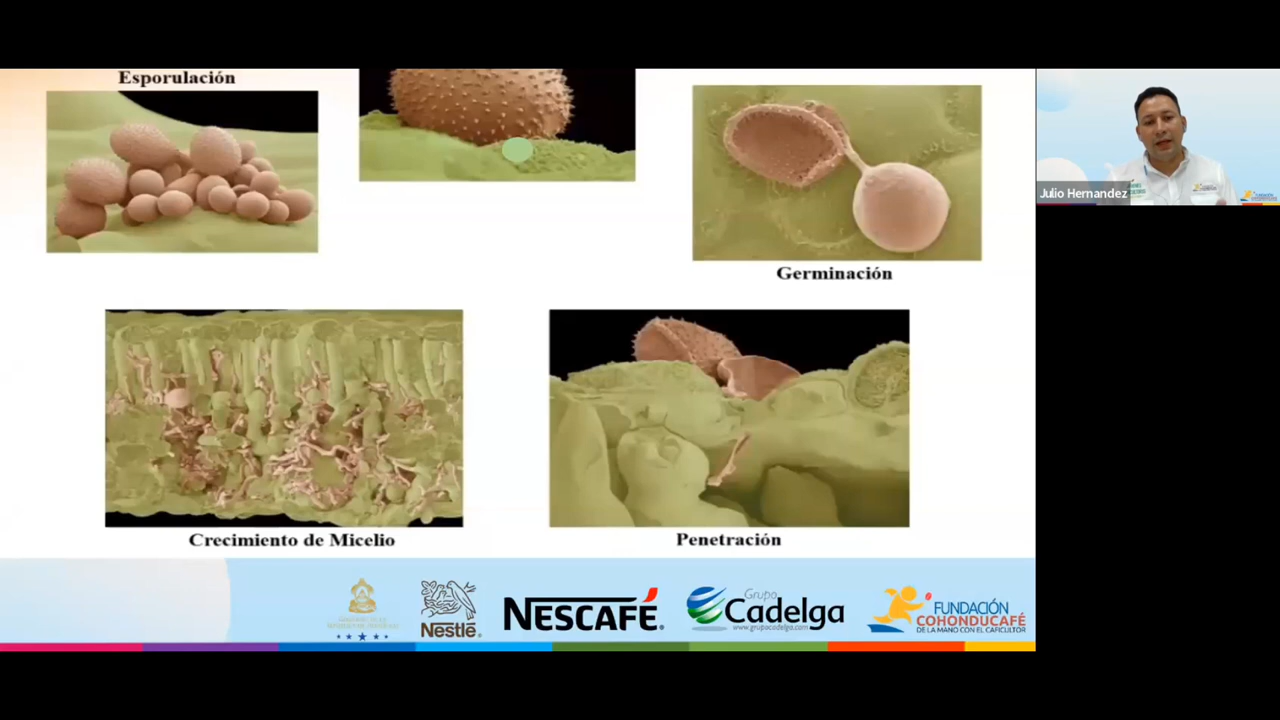 Esporulación
Germinación
Julio Hernandez
Crecimiento de Micelio
Penetración
Nestlé®
NESCAFÉ®
Grupo
Cadelga
www.grupocadelga.com
FUNDACIÓN
COHONDUCAFÉ
DE LA MANO CON EL CAFICULTOR